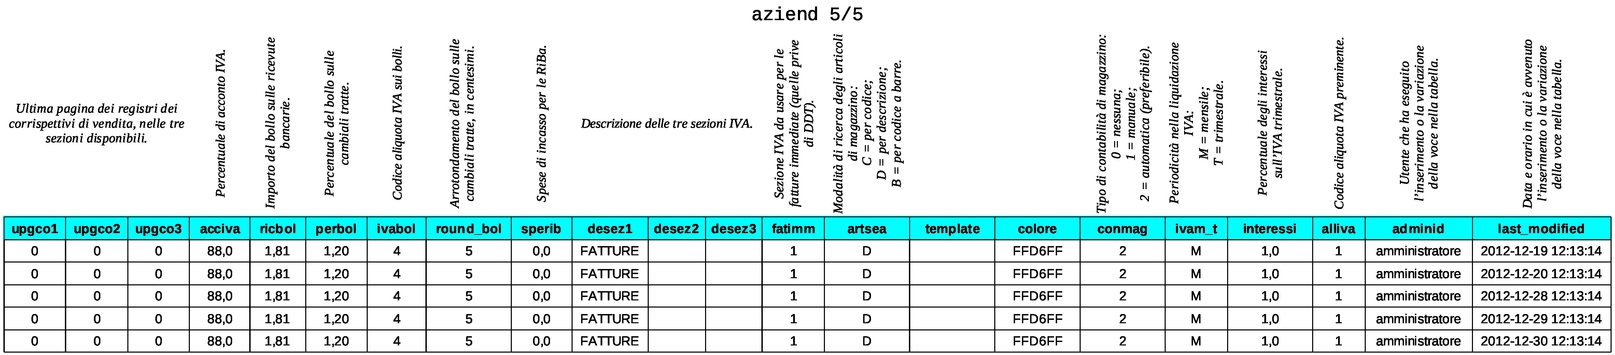 aziend 5/5
Ultima pagina dei registri dei
corrispettivi di vendita, nelle tre
sezioni disponibili.
Percentuale di acconto IVA.
Importo del bollo sulle ricevute
bancarie.
Percentuale del bollo sulle
cambiali tratte.
Codice aliquota IVA sui bolli.
Arrotondamento del bollo sulle
cambiali tratte, in centesimi.
Spese di incasso per le RiBa.
Descrizione delle tre sezioni IVA.
Sezione IVA da usare per le
fatture immediate (quelle prive
di DDT).
Modalità di ricerca degli articoli
di magazzino:
C = per codice;
D = per descrizione;
B = per codice a barre.
Tipo di contabilità di magazzino:
0 = nessuna;
1 = manuale;
2 = automatica (preferibile).
Periodicità nella liquidazione
IVA:
M = mensile;
T = trimestrale.
Percentuale degli interessi
sull'IVA trimestrale.
Codice aliquota IVA preminente.
Utente che ha eseguito
l'inserimento o la variazione
della voce nella tabella.
Data e orario in cui è avvenuto
l'inserimento o la variazione
della voce nella tabella.
upgco1 upgco2 upgco3 acciva ricbol perbol ivabol round_bol sperib desez1 desez2 desez3 fatimm artsea template colore conmag ivam_t interessi alliva adminid last_modified
0 0 0 88,0 1,81 1,20 4 5 0,0 FATTURE 1 D FFD6FF 2 M 1,0 1 amministratore 2012-12-19 12:13:14
0 0 0 88,0 1,81 1,20 4 5 0,0 FATTURE 1 D FFD6FF 2 M 1,0 1 amministratore 2012-12-20 12:13:14
0 0 0 88,0 1,81 1,20 4 5 0,0 FATTURE 1 D FFD6FF 2 M 1,0 1 amministratore 2012-12-28 12:13:14
0 0 0 88,0 1,81 1,20 4 5 0,0 FATTURE 1 D FFD6FF 2 M 1,0 1 amministratore 2012-12-29 12:13:14
0 0 0 88,0 1,81 1,20 4 5 0,0 FATTURE 1 D FFD6FF 2 M 1,0 1 amministratore 2012-12-30 12:13:14